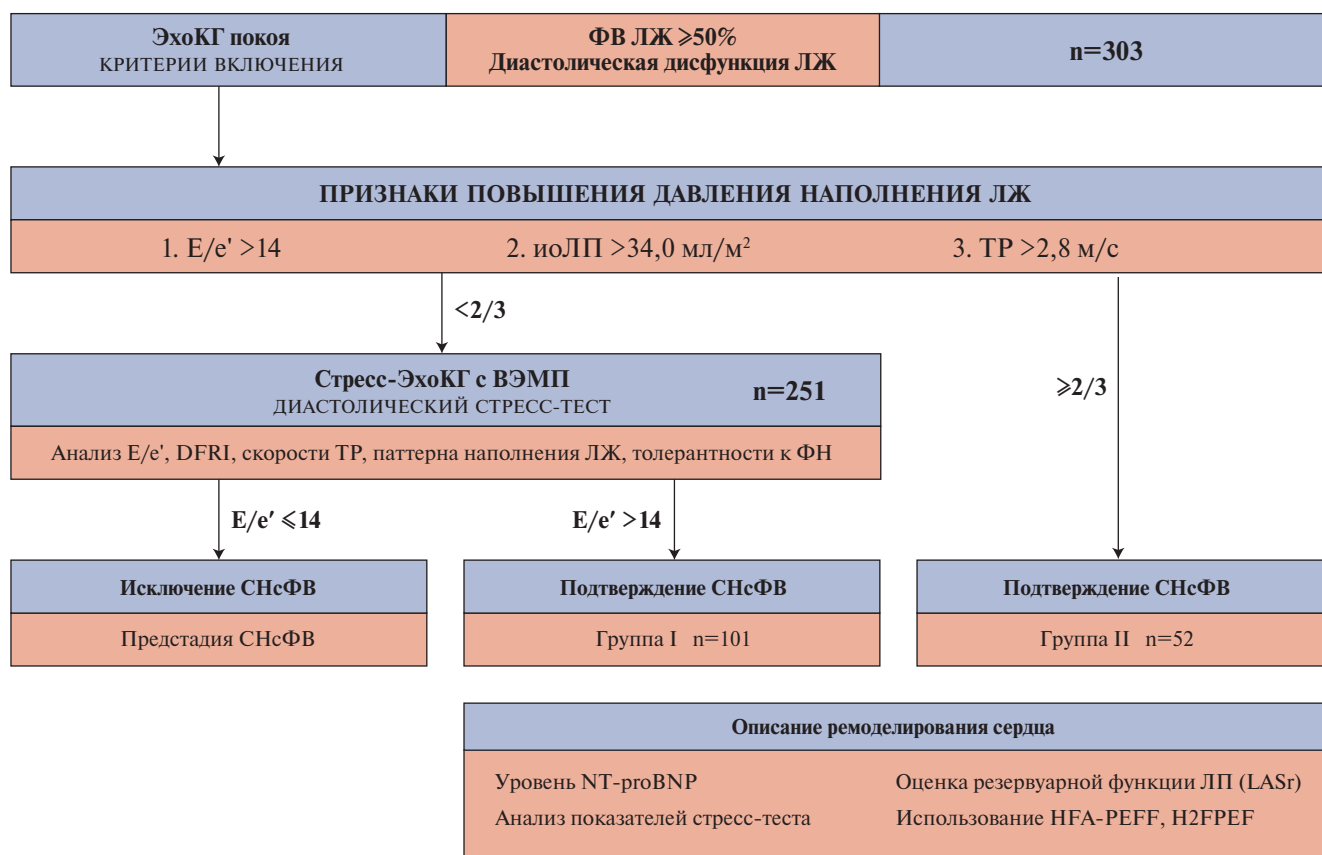 ЭхоКГ покоя
КРИТЕРИИ ВКЛЮЧЕНИЯ
ФВ ЛЖ ⩾50%
Диастолическая дисфункция ЛЖ
n=303
ПРИЗНАКИ ПОВЫШЕНИЯ ДАВЛЕНИЯ НАПОЛНЕНИЯ ЛЖ
1. E/e' >14
2. иоЛП >34,0 мл/м²
3. ТР >2,8 м/с
<2/3
⩾2/3
Стресс-ЭхоКГ с ВЭМП
ДИАСТОЛИЧЕСКИЙ СТРЕСС-ТЕСТ
n=251
Анализ E/e', DFRI, скорости ТР, паттерна наполнения ЛЖ, толерантности к ФН
E/e′ ⩽14
E/e′ >14
Исключение СНсФВ
Предстадия СНсФВ
Подтверждение СНсФВ
Группа I n=101
Подтверждение СНсФВ
Группа II n=52
Описание ремоделирования сердца
Уровень NT-proBNP
Оценка резервуарной функции ЛП (LASr)
Анализ показателей стресс-теста
Использование HFA-PEFF, H2FPEF